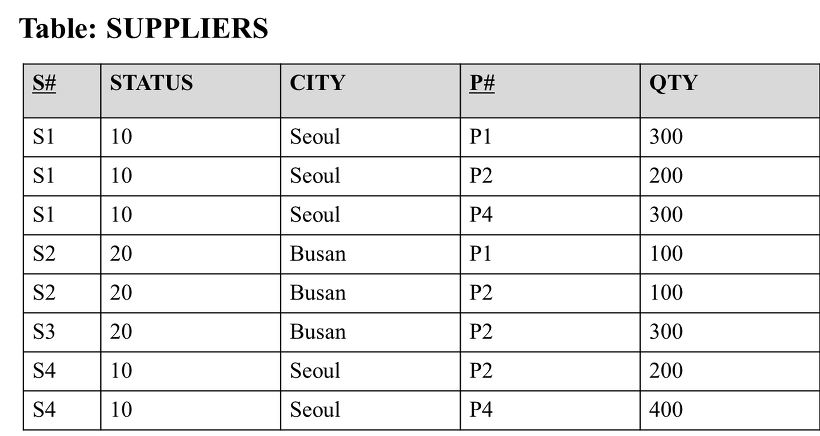 Table: SUPPLIERS
S# STATUS CITY P# QTY
S1 10 Seoul P1 300
S1 10 Seoul P2 200
S1 10 Seoul P4 300
S2 20 Busan P1 100
S2 20 Busan P2 100
S3 20 Busan P2 300
S4 10 Seoul P2 200
S4 10 Seoul P4 400